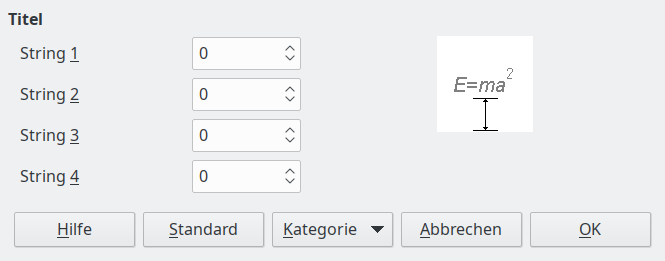 Titel
String 1 0
String 2 0
String 3 0
String 4 0
E=ma²
Hilfe Standard Kategorie Abbrechen OK